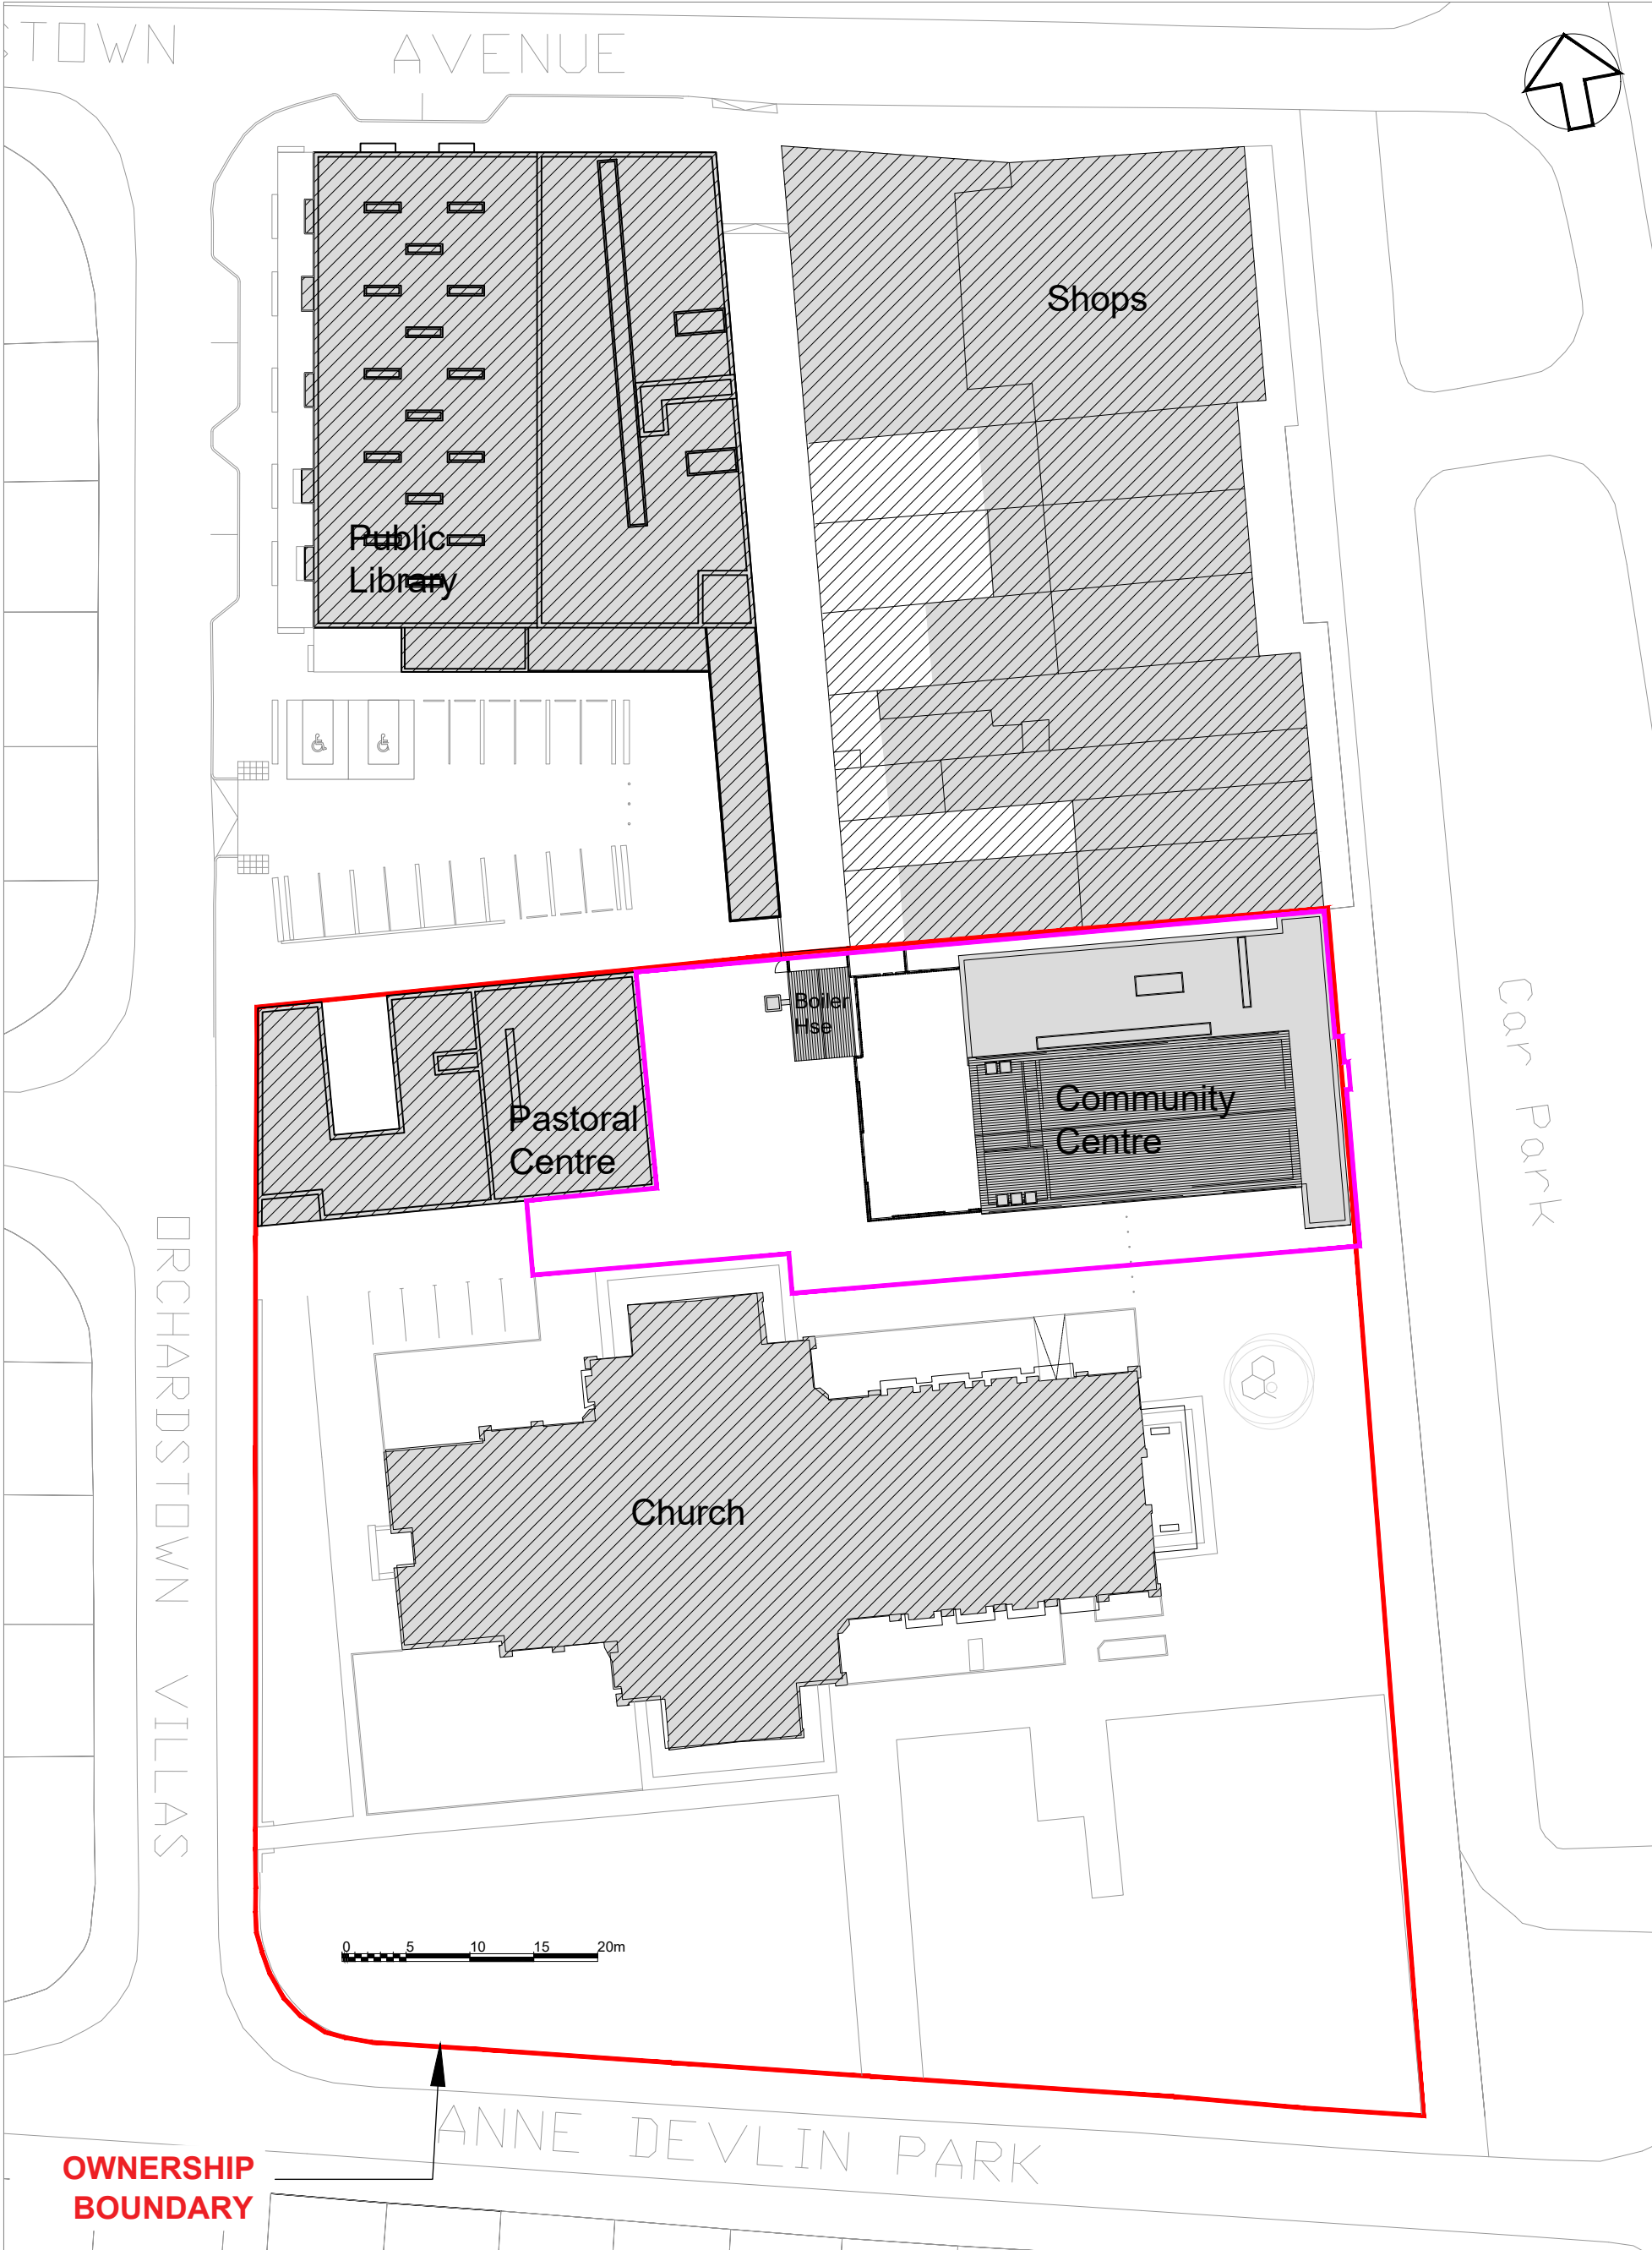 STOWN AVENUE
Shops
Public
Library
Boiler
Hse
Car Park
Community
Centre
Pastoral
Centre
ORCHARDSTOWN VILLAS
Church
0 5 10 15 20m
ANNE DEVLIN PARK
OWNERSHIP
BOUNDARY